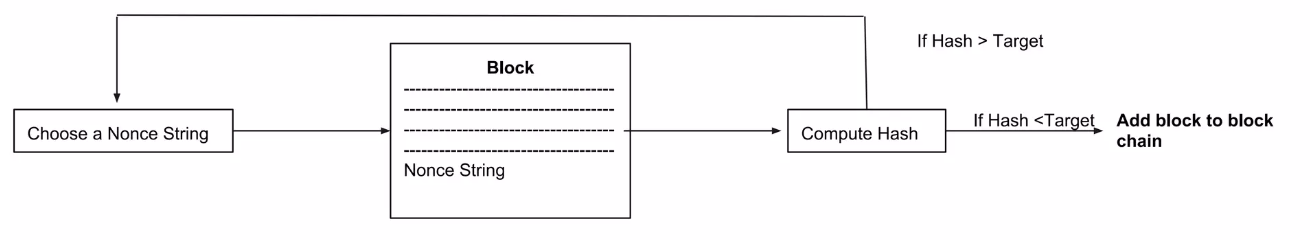 If Hash > Target
Block
Choose a Nonce String
Compute Hash
If Hash <Target
Add block to block
chain
Nonce String